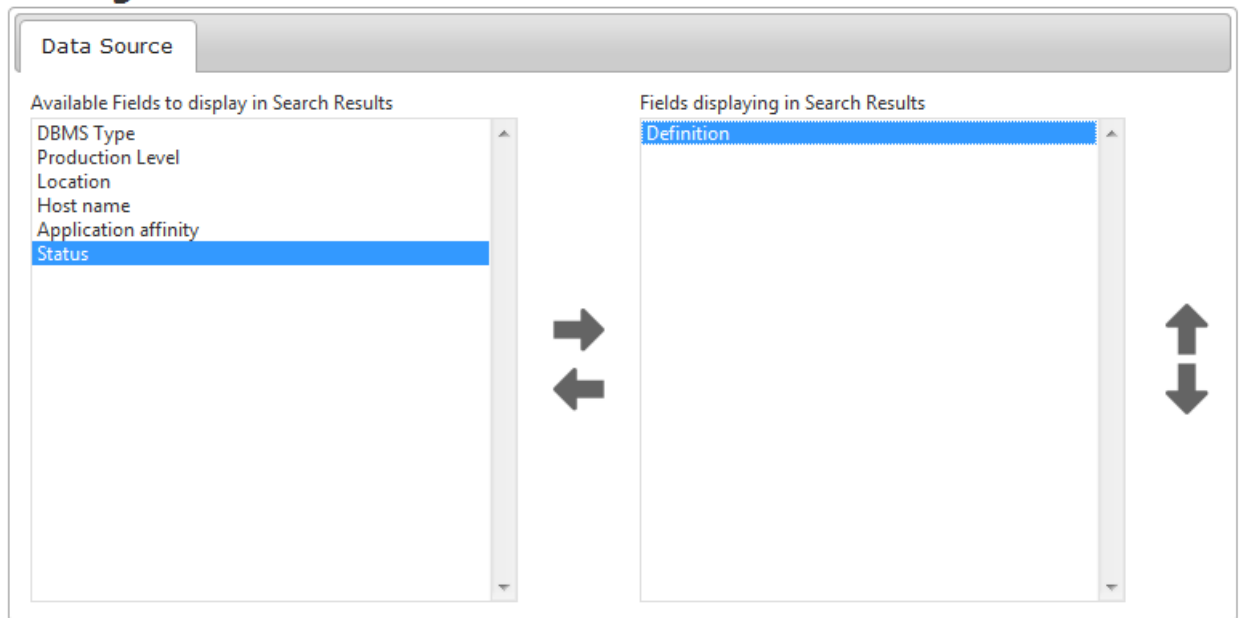 Data Source
Available Fields to display in Search Results
DBMS Type
Production Level
Location
Host name
Application affinity
Status
Fields displaying in Search Results
Definition